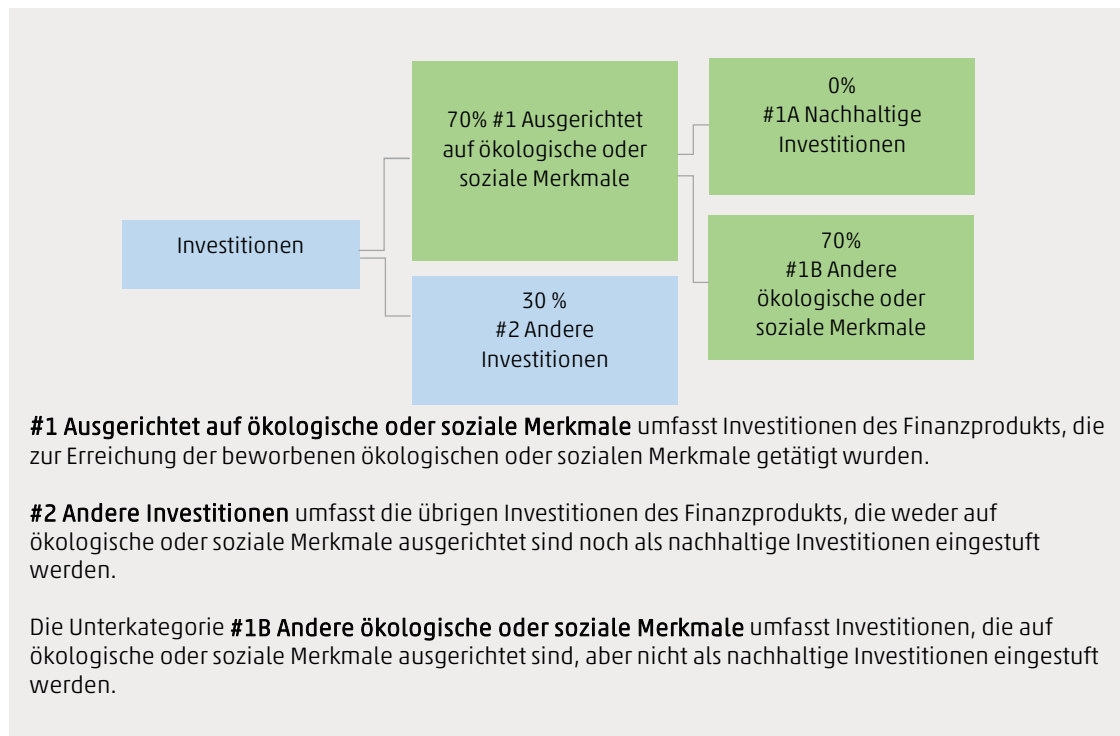 70% #1 Ausgerichtet
auf ökologische oder
soziale Merkmale
0%
#1A Nachhaltige
Investitionen
Investitionen
70%
#1B Andere
ökologische oder
soziale Merkmale
30 %
#2 Andere
Investitionen
#1 Ausgerichtet auf ökologische oder soziale Merkmale umfasst Investitionen des Finanzprodukts, die
zur Erreichung der beworbenen ökologischen oder sozialen Merkmale getätigt wurden.
#2 Andere Investitionen umfasst die übrigen Investitionen des Finanzprodukts, die weder auf
ökologische oder soziale Merkmale ausgerichtet sind noch als nachhaltige Investitionen eingestuft
werden.
Die Unterkategorie #1B Andere ökologische oder soziale Merkmale umfasst Investitionen, die auf
ökologische oder soziale Merkmale ausgerichtet sind, aber nicht als nachhaltige Investitionen eingestuft
werden.